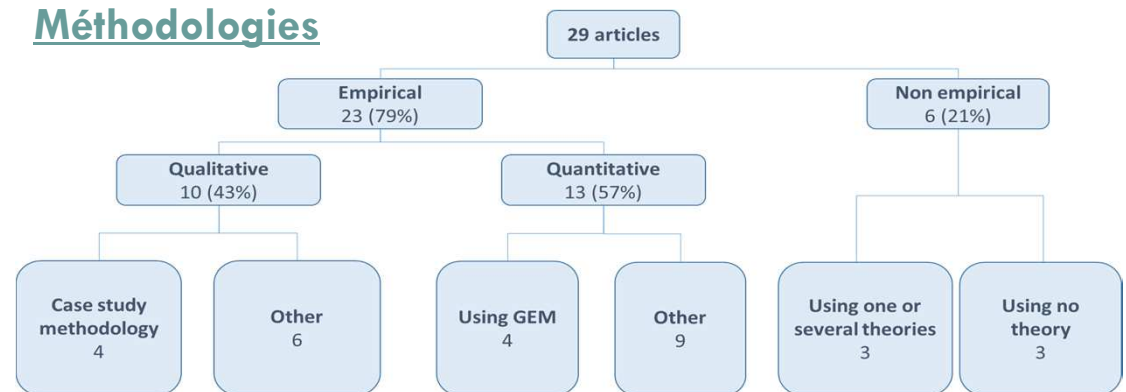 Méthodologies
29 articles
Empirical
23 (79%)
Non empirical
6 (21%)
Qualitative
10 (43%)
Quantitative
13 (57%)
Case study
methodology
4
Other
6
Using GEM
4
Other
9
Using one or
several theories
3
Using no
theory
3